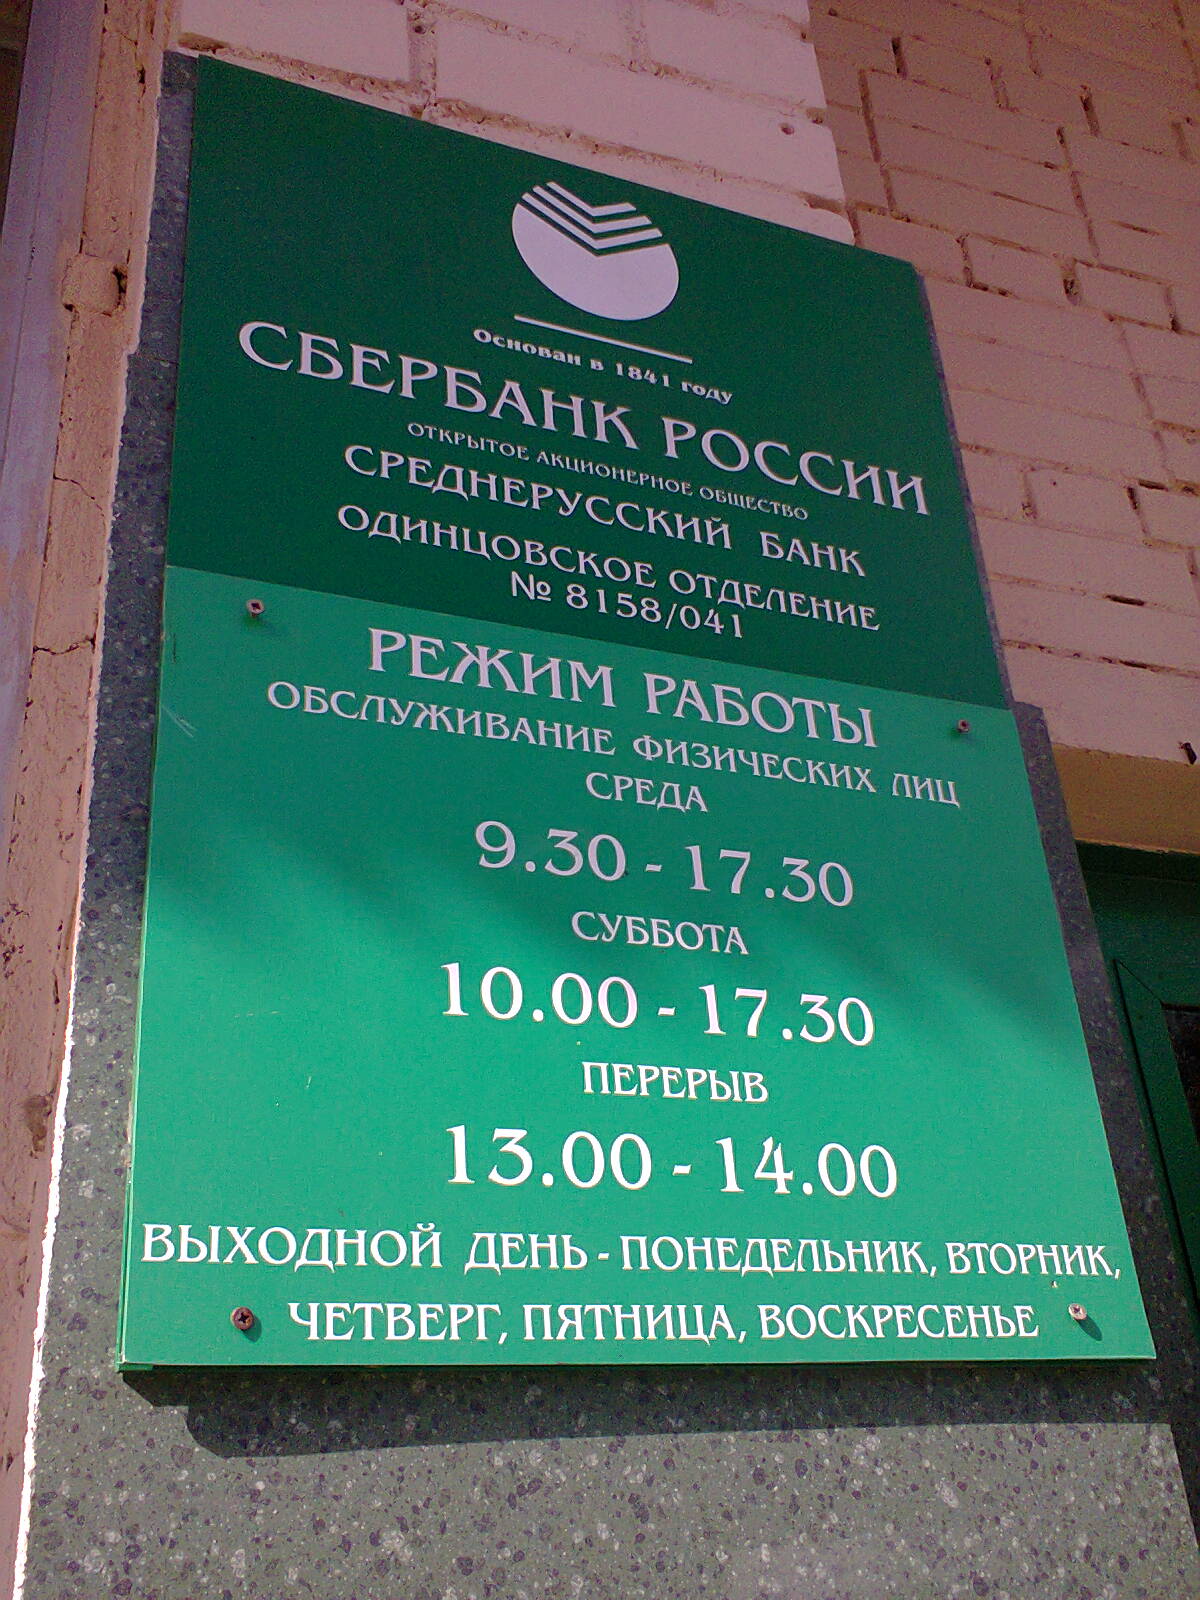 Основан в 1841 году
СБЕРБАНК РОССИИ
ОТКРЫТОЕ АКЦИОНЕРНОЕ ОБЩЕСТВО
СРЕДНЕРУССКИЙ БАНК
ОДИНЦОВСКОЕ ОТДЕЛЕНИЕ
№ 8158/041
РЕЖИМ РАБОТЫ
ОБСЛУЖИВАНИЕ ФИЗИЧЕСКИХ ЛИЦ
СРЕДА
9.30 - 17.30
СУББОТА
10.00 - 17.30
ПЕРЕРЫВ
13.00 - 14.00
ВЫХОДНОЙ ДЕНЬ - ПОНЕДЕЛЬНИК, ВТОРНИК,
ЧЕТВЕРГ, ПЯТНИЦА, ВОСКРЕСЕНЬЕ